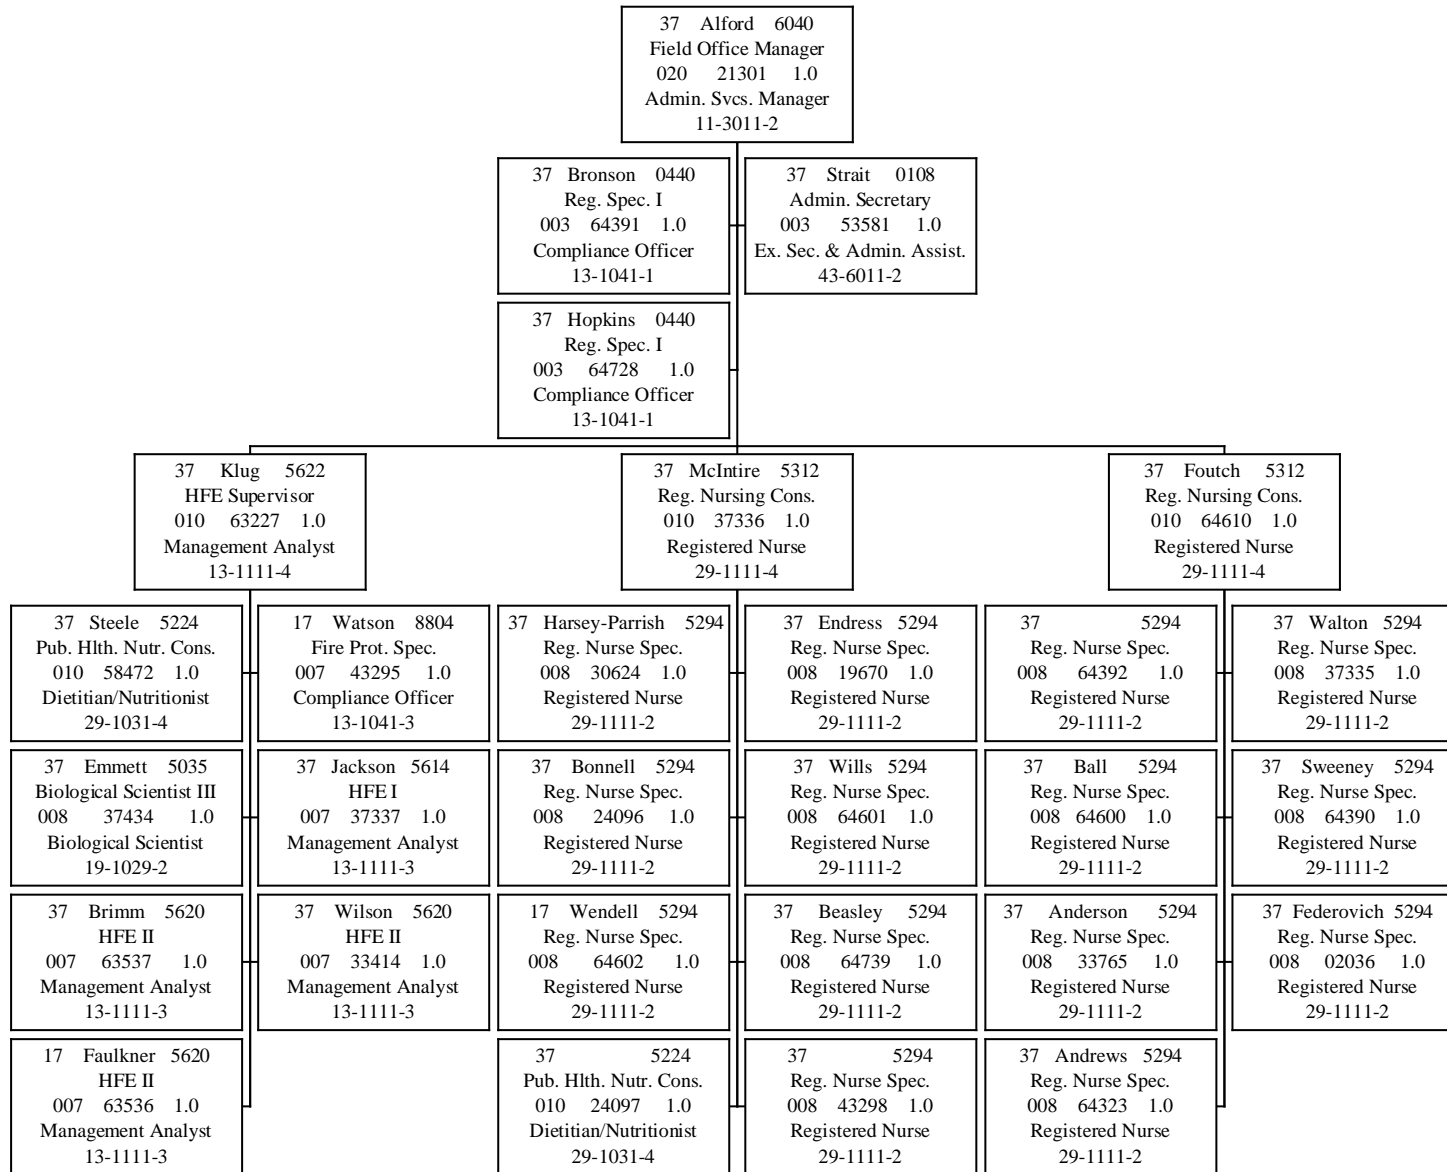 37 Alford 6040
Field Office Manager
020 21301 1.0
Admin. Svcs. Manager
11-3011-2
37 Bronson 0440
Reg. Spec. I
003 64391 1.0
Compliance Officer
13-1041-1
37 Strait 0108
Admin. Secretary
003 53581 1.0
Ex. Sec. & Admin. Assist.
43-6011-2
37 Hopkins 0440
Reg. Spec. I
003 64728 1.0
Compliance Officer
13-1041-1
37 Klug 5622
HFE Supervisor
010 63227 1.0
Management Analyst
13-1111-4
37 McIntire 5312
Reg. Nursing Cons.
010 37336 1.0
Registered Nurse
29-1111-4
37 Foutch 5312
Reg. Nursing Cons.
010 64610 1.0
Registered Nurse
29-1111-4
37 Steele 5224
Pub. Hlth. Nutr. Cons.
010 58472 1.0
Dietitian/Nutritionist
29-1031-4
17 Watson 8804
Fire Prot. Spec.
007 43295 1.0
Compliance Officer
13-1041-3
37 Harsey-Parrish 5294
Reg. Nurse Spec.
008 30624 1.0
Registered Nurse
29-1111-2
37 Endress 5294
Reg. Nurse Spec.
008 19670 1.0
Registered Nurse
29-1111-2
37 5294
Reg. Nurse Spec.
008 64392 1.0
Registered Nurse
29-1111-2
37 Walton 5294
Reg. Nurse Spec.
008 37335 1.0
Registered Nurse
29-1111-2
37 Emmett 5035
Biological Scientist III
008 37434 1.0
Biological Scientist
19-1029-2
37 Jackson 5614
HFE I
007 37337 1.0
Management Analyst
13-1111-3
37 Bonnell 5294
Reg. Nurse Spec.
008 24096 1.0
Registered Nurse
29-1111-2
37 Wills 5294
Reg. Nurse Spec.
008 64601 1.0
Registered Nurse
29-1111-2
37 Ball 5294
Reg. Nurse Spec.
008 64600 1.0
Registered Nurse
29-1111-2
37 Sweeney 5294
Reg. Nurse Spec.
008 64390 1.0
Registered Nurse
29-1111-2
37 Brimm 5620
HFE II
007 63537 1.0
Management Analyst
13-1111-3
37 Wilson 5620
HFE II
007 33414 1.0
Management Analyst
13-1111-3
17 Wendell 5294
Reg. Nurse Spec.
008 64602 1.0
Registered Nurse
29-1111-2
37 Beasley 5294
Reg. Nurse Spec.
008 64739 1.0
Registered Nurse
29-1111-2
37 Anderson 5294
Reg. Nurse Spec.
008 33765 1.0
Registered Nurse
29-1111-2
37 Federovich 5294
Reg. Nurse Spec.
008 02036 1.0
Registered Nurse
29-1111-2
17 Faulkner 5620
HFE II
007 63536 1.0
Management Analyst
13-1111-3
37 5224
Pub. Hlth. Nutr. Cons.
010 24097 1.0
Dietitian/Nutritionist
29-1031-4
37 5294
Reg. Nurse Spec.
008 43298 1.0
Registered Nurse
29-1111-2
37 Andrews 5294
Reg. Nurse Spec.
008 64323 1.0
Registered Nurse
29-1111-2